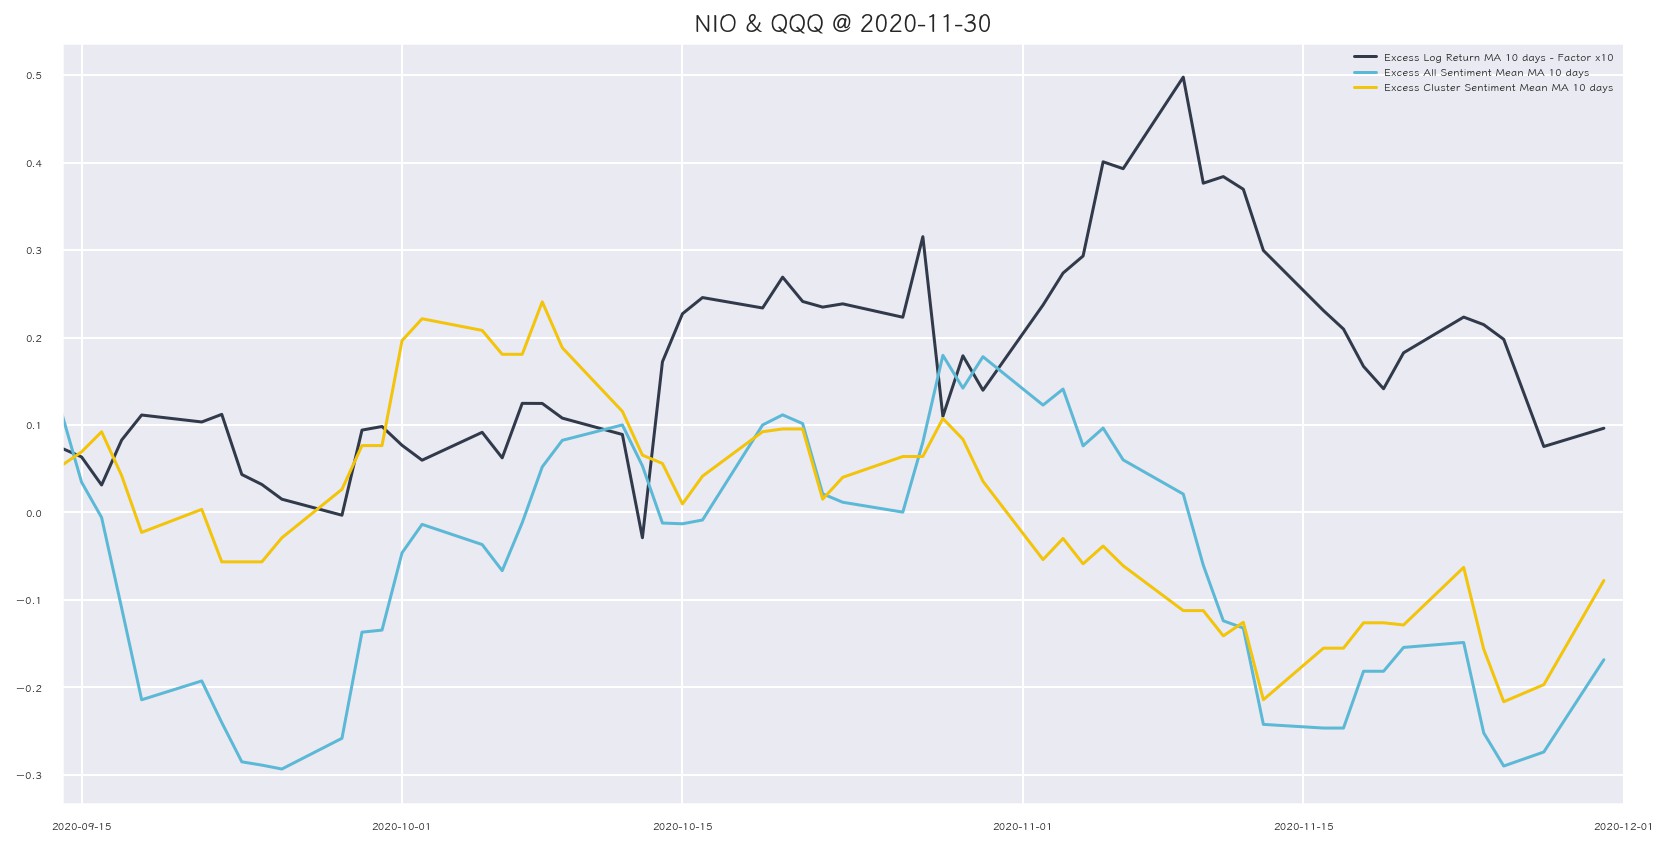 NIO & QQQ @ 2020-11-30
Excess Log Return MA 10 days - Factor x10
Excess All Sentiment Mean MA 10 days
Excess Cluster Sentiment Mean MA 10 days
0.5
0.4
0.3
0.2
0.1
0.0
−0.1
−0.2
−0.3
2020-09-15 2020-10-01 2020-10-15 2020-11-01 2020-11-15 2020-12-01